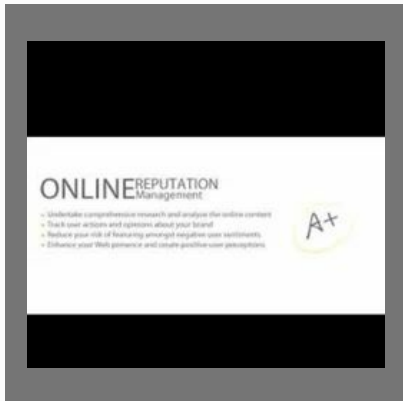 ONLINE REPUTATION
Management
Undertake comprehensive research and analyze the online content
Track user actions and opinions about your brand
Reduce your risk of featuring amongst negative user sentiments
Enhance your Web presence and create positive user perceptions
A+